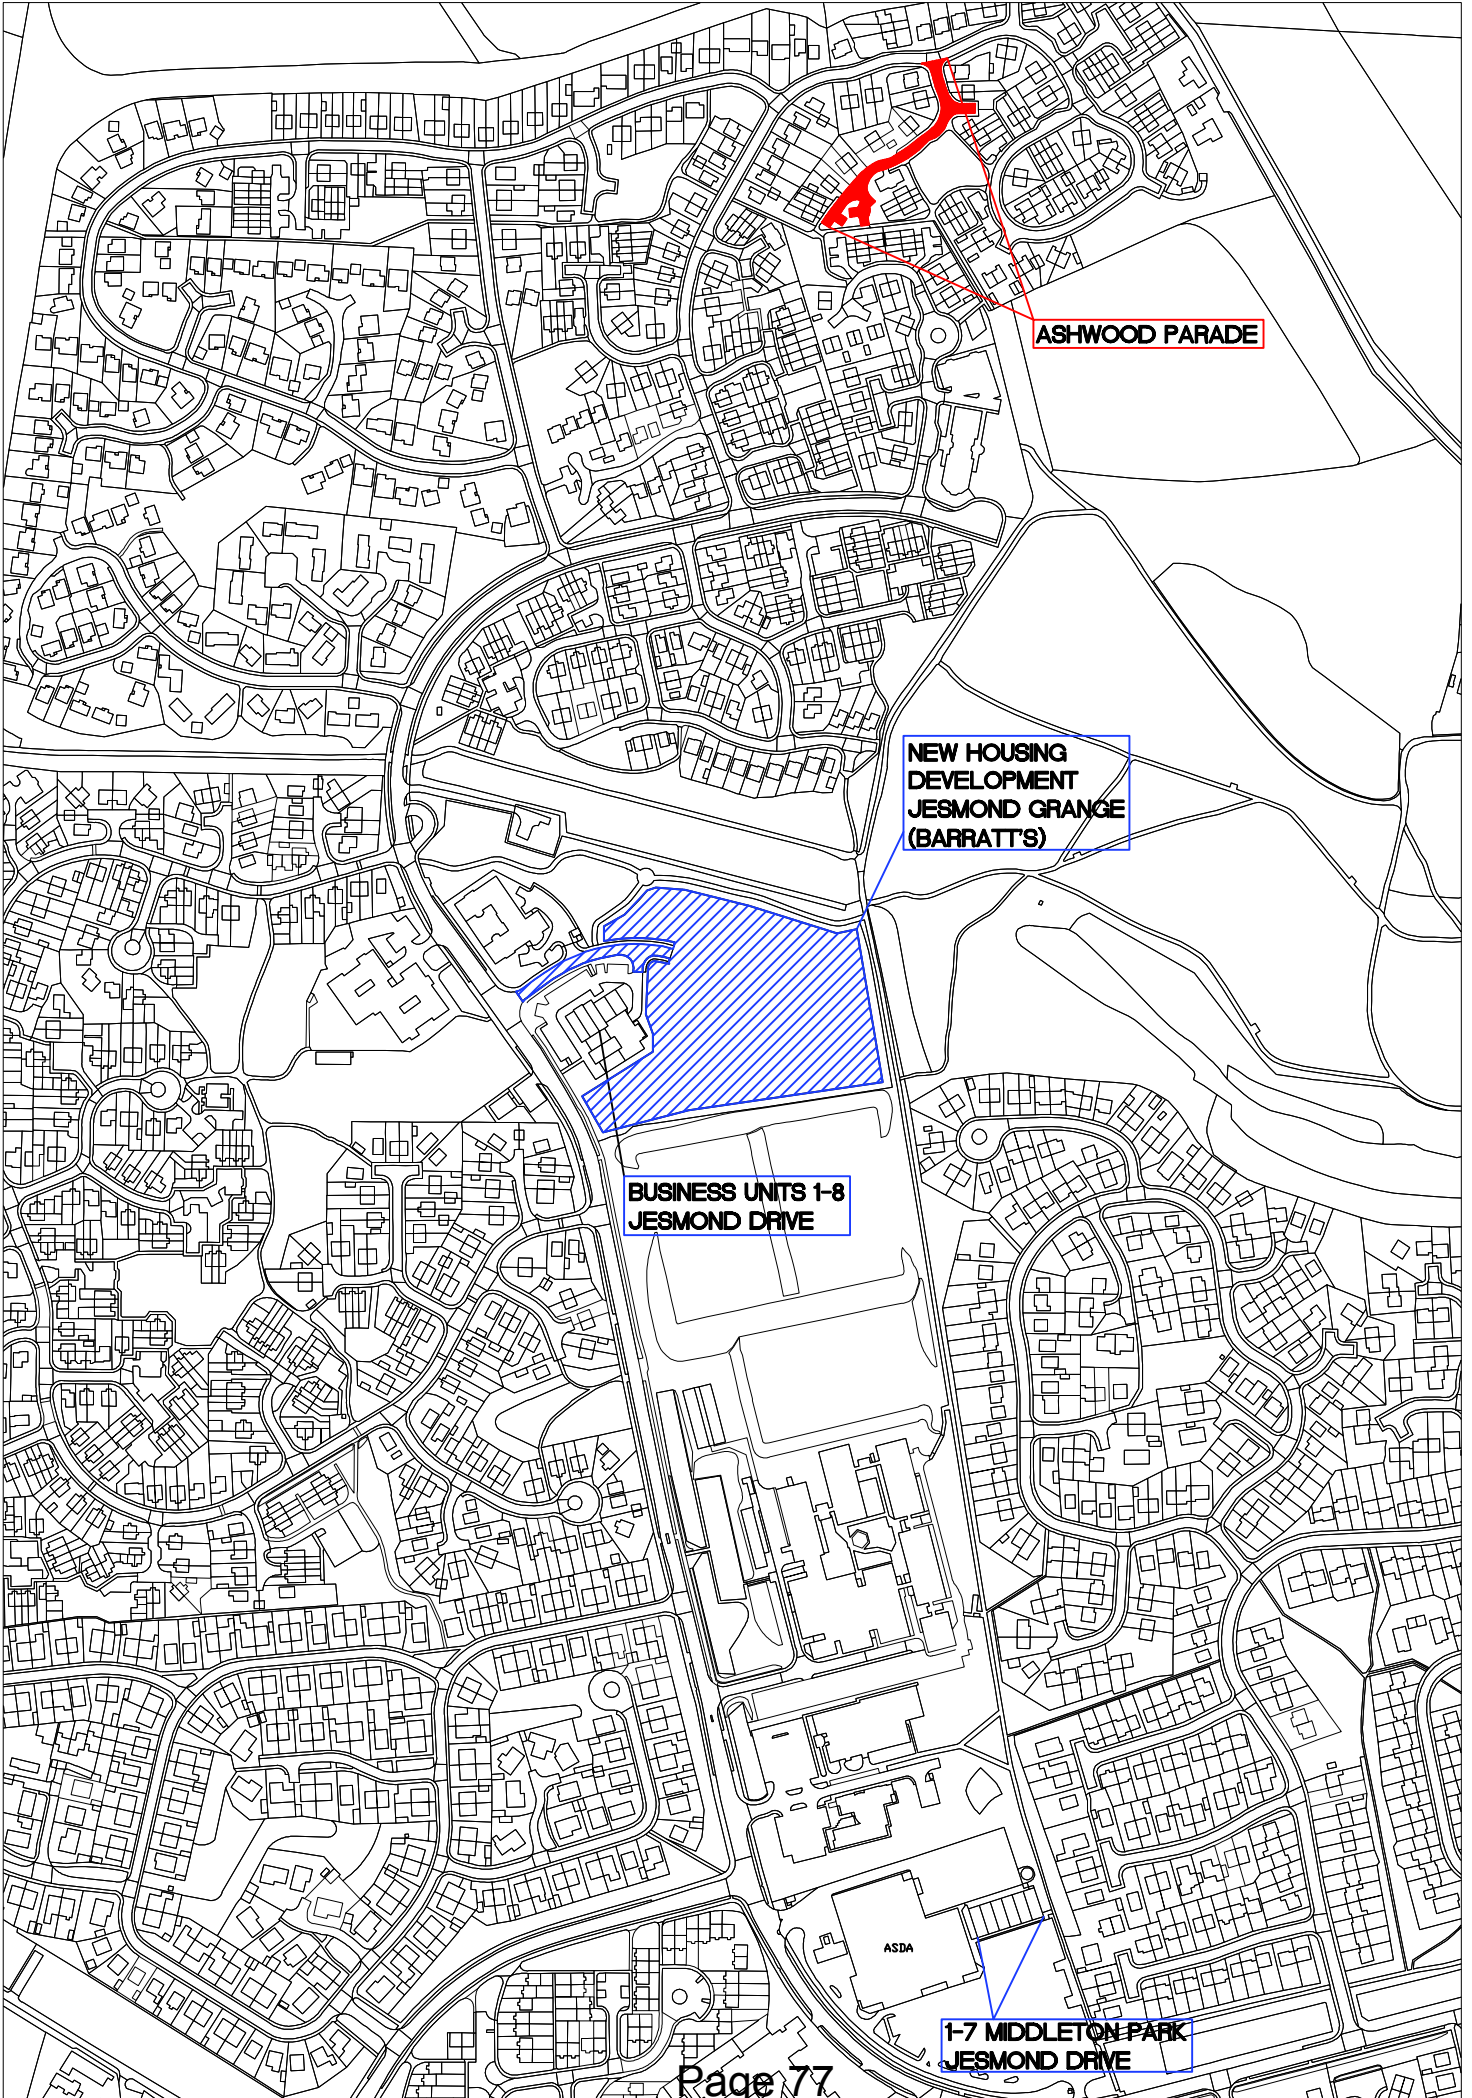 ASHWOOD PARADE
NEW HOUSING
DEVELOPMENT
JESMOND GRANGE
(BARRATT'S)
BUSINESS UNITS 1-8
JESMOND DRIVE
ASDA
1-7 MIDDLETON PARK
JESMOND DRIVE
Page 77